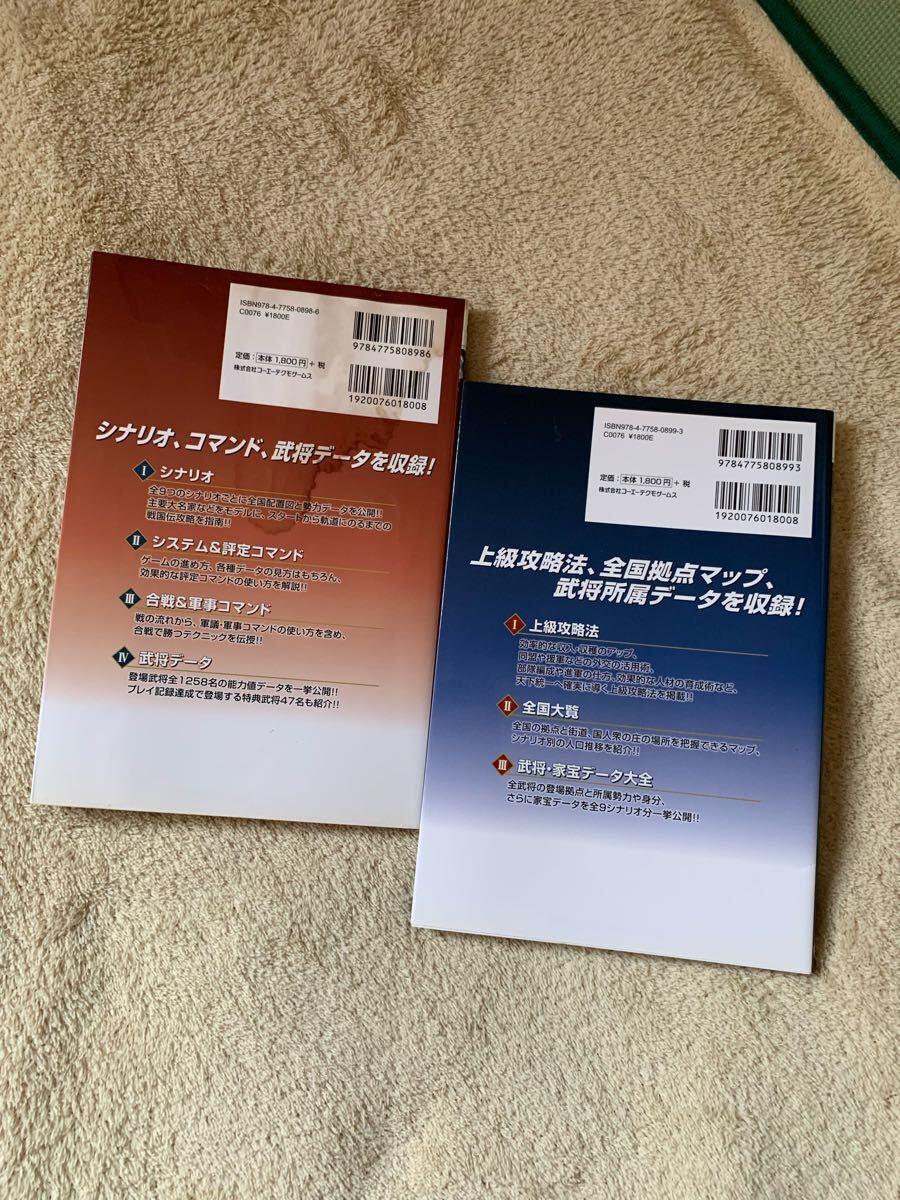 ISBN978-4-7758-0898-6
C0076 ¥1800E
9784775808986
定価:本体1,800円+税
株式会社コーエーテクモゲームス
1920076018008
シナリオ、コマンド、武将データを収録!
I シナリオ
全9つのシナリオごとに全国配置図と勢力データを公開!!
主要大名家などをモデルに、スタートから軌道にのるまでの
戦国伝攻略を指南!!
II システム&評定コマンド
ゲームの進め方、各種データの見方はもちろん、
効果的な評定コマンドの使い方を解説!!
III 合戦&軍事コマンド
戦の流れから、軍議・軍事コマンドの使い方を含め、
合戦で勝つテクニックを伝授!!
IV 武将データ
登場武将全1258名の能力値データを一挙公開!!
プレイ記録達成で登場する特典武将47名も紹介!!
ISBN978-4-7758-0899-3
C0076 ¥1800E
9784775808993
定価:本体1,800円+税
株式会社コーエーテクモゲームス
1920076018008
上級攻略法、全国拠点マップ、
武将所属データを収録!
I 上級攻略法
効率的な収入・収穫のアップ、
同盟や援軍などの外交の活用術、
部隊編成や進軍の仕方、効果的な人材の育成術など、
天下統一へ確実に導く上級攻略法を掲載!!
II 全国大覧
全国の拠点と街道、国人衆の庄の場所を把握できるマップ、
シナリオ別の人口推移を紹介!!
III 武将・家宝データ大全
全武将の登場拠点と所属勢力や身分、
さらに家宝データを全9シナリオ分一挙公開!!